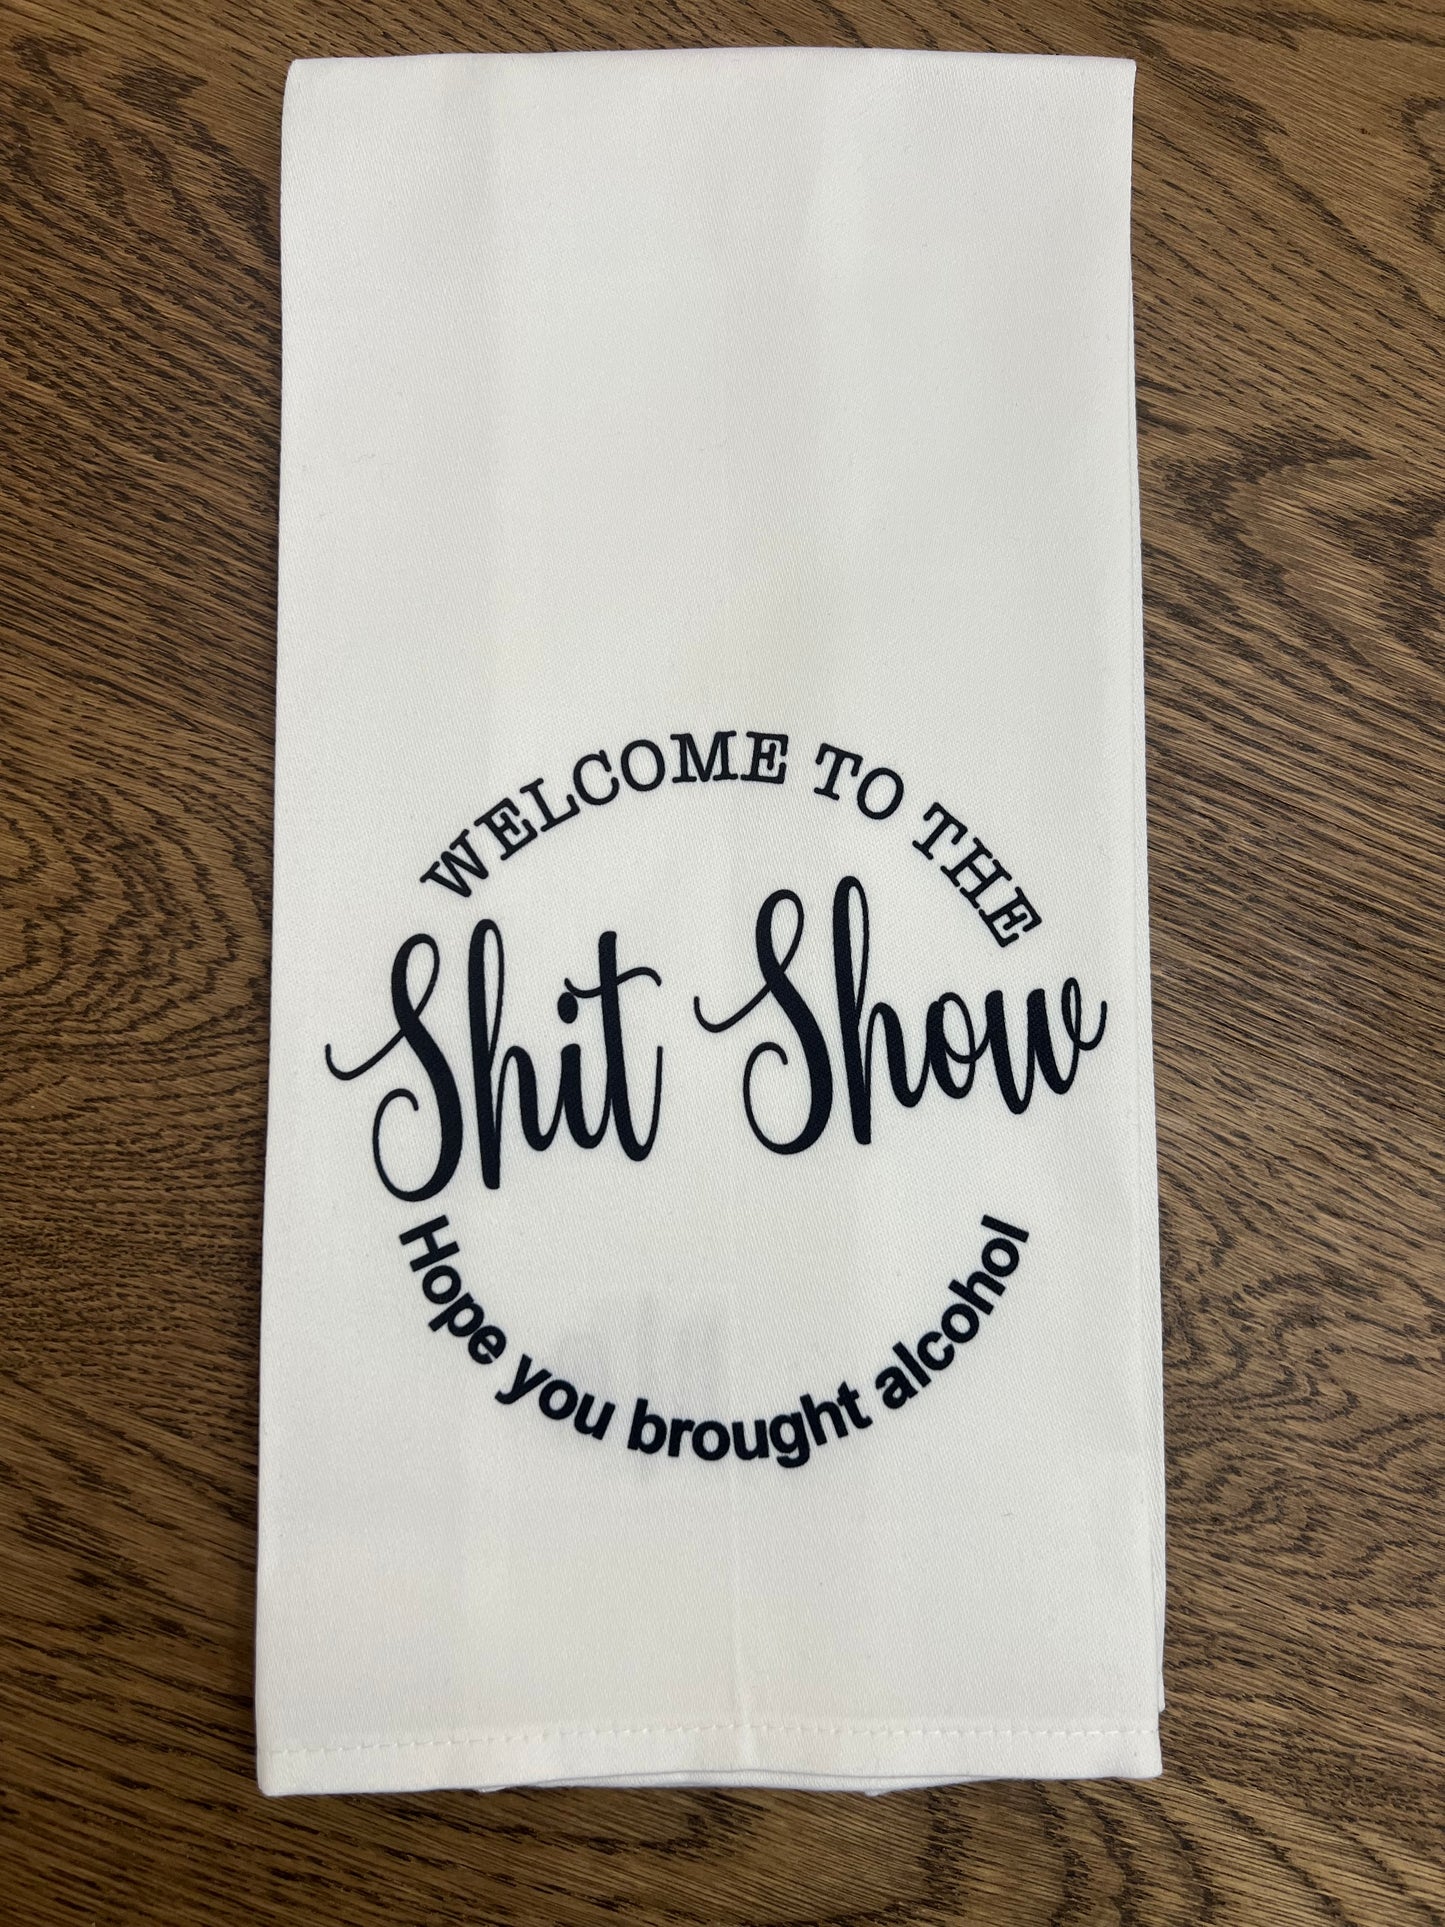 WELCOME TO THE
Shit Show
Hope you brought alcohol